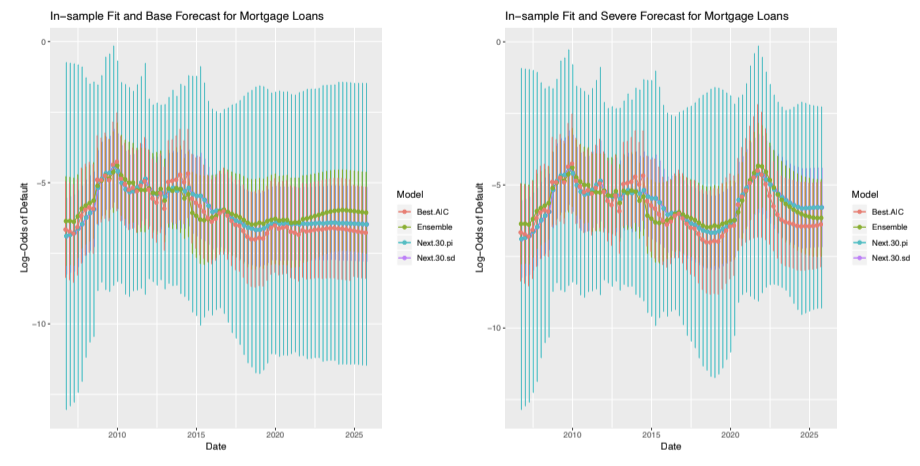 In-sample Fit and Base Forecast for Mortgage Loans
0
−5
−10
Log-Odds of Default
2010 2015 2020 2025
Date
Model
Best.AIC
Ensemble
Next.30.pi
Next.30.sd
In-sample Fit and Severe Forecast for Mortgage Loans
0
−5
−10
Log-Odds of Default
2010 2015 2020 2025
Date
Model
Best.AIC
Ensemble
Next.30.pi
Next.30.sd